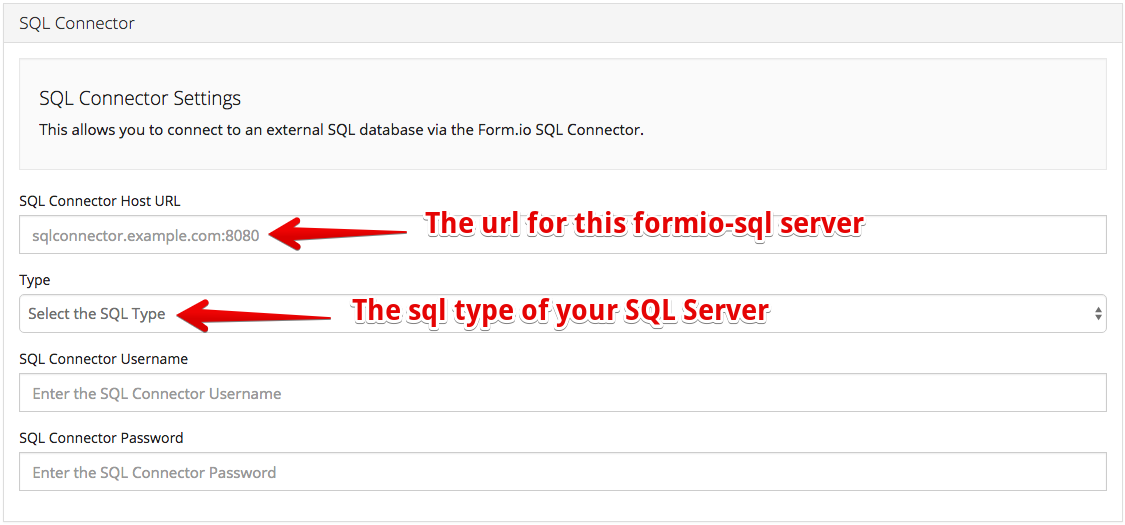 SQL Connector
SQL Connector Settings
This allows you to connect to an external SQL database via the Form.io SQL Connector.
SQL Connector Host URL
sqlconnector.example.com:8080
The url for this formio-sql server
Type
Select the SQL Type
The sql type of your SQL Server
SQL Connector Username
Enter the SQL Connector Username
SQL Connector Password
Enter the SQL Connector Password